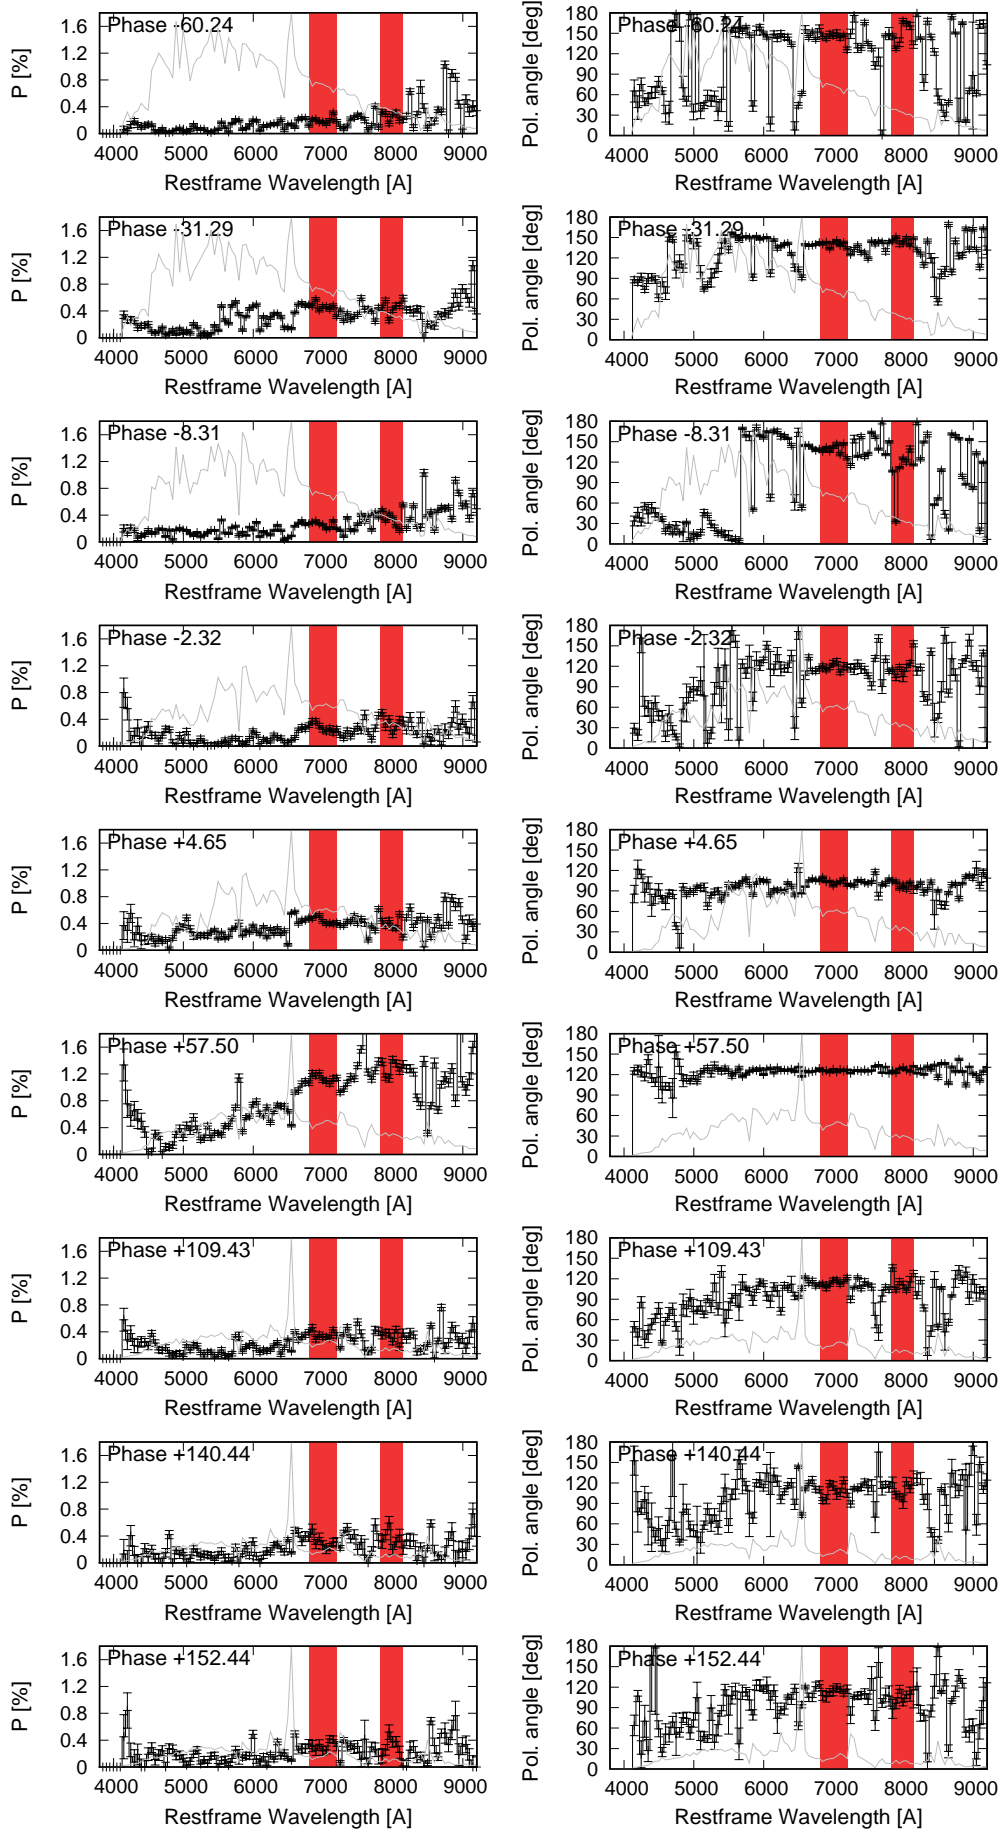 P [%]
1.6
1.2
0.8
0.4
0
Phase -60.24
4000 5000 6000 7000 8000 9000
Restframe Wavelength [A]
Pol. angle [deg]
180
150
120
90
60
30
0
Phase -60.24
4000 5000 6000 7000 8000 9000
Restframe Wavelength [A]
P [%]
1.6
1.2
0.8
0.4
0
Phase -31.29
4000 5000 6000 7000 8000 9000
Restframe Wavelength [A]
Pol. angle [deg]
180
150
120
90
60
30
0
Phase -31.29
4000 5000 6000 7000 8000 9000
Restframe Wavelength [A]
P [%]
1.6
1.2
0.8
0.4
0
Phase -8.31
4000 5000 6000 7000 8000 9000
Restframe Wavelength [A]
Pol. angle [deg]
180
150
120
90
60
30
0
Phase -8.31
4000 5000 6000 7000 8000 9000
Restframe Wavelength [A]
P [%]
1.6
1.2
0.8
0.4
0
Phase -2.32
4000 5000 6000 7000 8000 9000
Restframe Wavelength [A]
Pol. angle [deg]
180
150
120
90
60
30
0
Phase -2.32
4000 5000 6000 7000 8000 9000
Restframe Wavelength [A]
P [%]
1.6
1.2
0.8
0.4
0
Phase +4.65
4000 5000 6000 7000 8000 9000
Restframe Wavelength [A]
Pol. angle [deg]
180
150
120
90
60
30
0
Phase +4.65
4000 5000 6000 7000 8000 9000
Restframe Wavelength [A]
P [%]
1.6
1.2
0.8
0.4
0
Phase +57.50
4000 5000 6000 7000 8000 9000
Restframe Wavelength [A]
Pol. angle [deg]
180
150
120
90
60
30
0
Phase +57.50
4000 5000 6000 7000 8000 9000
Restframe Wavelength [A]
P [%]
1.6
1.2
0.8
0.4
0
Phase +109.43
4000 5000 6000 7000 8000 9000
Restframe Wavelength [A]
Pol. angle [deg]
180
150
120
90
60
30
0
Phase +109.43
4000 5000 6000 7000 8000 9000
Restframe Wavelength [A]
P [%]
1.6
1.2
0.8
0.4
0
Phase +140.44
4000 5000 6000 7000 8000 9000
Restframe Wavelength [A]
Pol. angle [deg]
180
150
120
90
60
30
0
Phase +140.44
4000 5000 6000 7000 8000 9000
Restframe Wavelength [A]
P [%]
1.6
1.2
0.8
0.4
0
Phase +152.44
4000 5000 6000 7000 8000 9000
Restframe Wavelength [A]
Pol. angle [deg]
180
150
120
90
60
30
0
Phase +152.44
4000 5000 6000 7000 8000 9000
Restframe Wavelength [A]